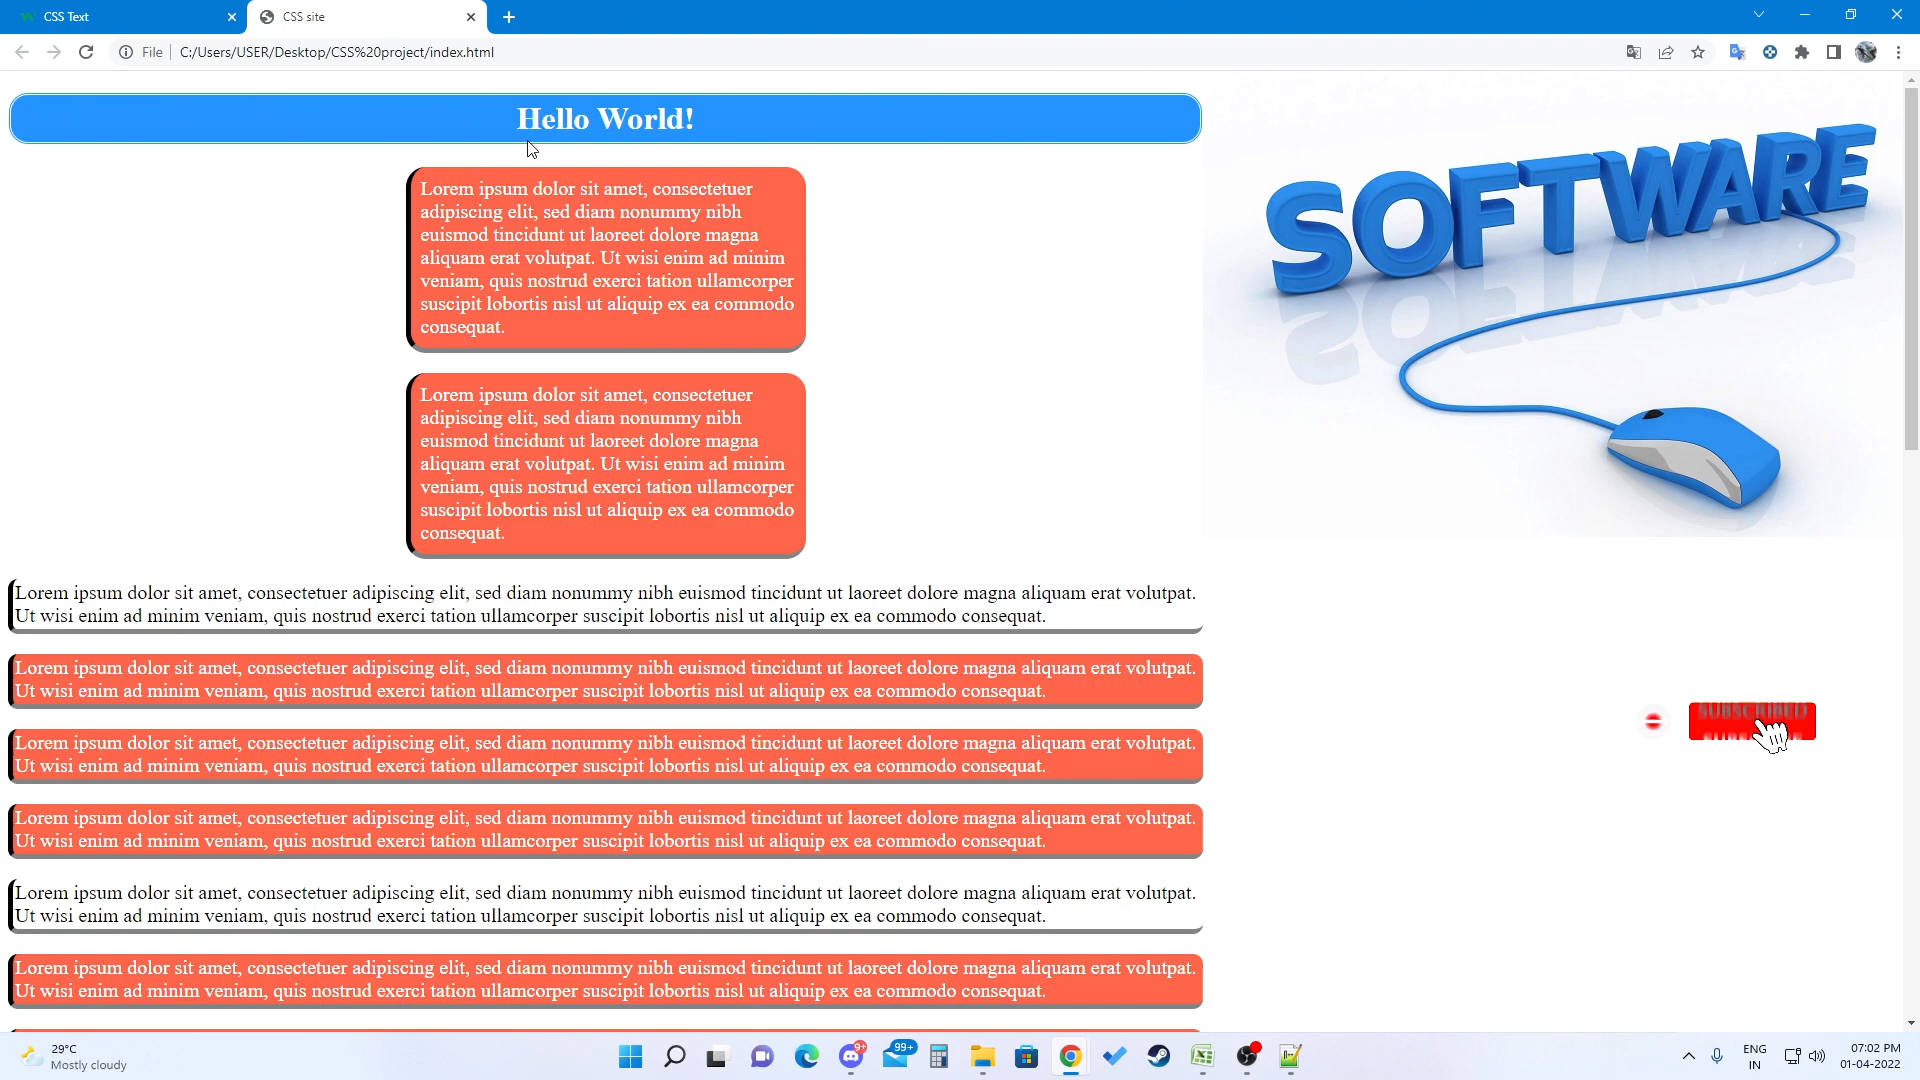 CSS Text
CSS site
File
C:/Users/USER/Desktop/CSS%20project/index.html
Hello World!
SOFTWARE
Lorem ipsum dolor sit amet, consectetuer
adipiscing elit, sed diam nonummy nibh
euismod tincidunt ut laoreet dolore magna
aliquam erat volutpat. Ut wisi enim ad minim
veniam, quis nostrud exerci tation ullamcorper
suscipit lobortis nisl ut aliquip ex ea commodo
consequat.
Lorem ipsum dolor sit amet, consectetuer
adipiscing elit, sed diam nonummy nibh
euismod tincidunt ut laoreet dolore magna
aliquam erat volutpat. Ut wisi enim ad minim
veniam, quis nostrud exerci tation ullamcorper
suscipit lobortis nisl ut aliquip ex ea commodo
consequat.
Lorem ipsum dolor sit amet, consectetuer adipiscing elit, sed diam nonummy nibh euismod tincidunt ut laoreet dolore magna aliquam erat volutpat.
Ut wisi enim ad minim veniam, quis nostrud exerci tation ullamcorper suscipit lobortis nisl ut aliquip ex ea commodo consequat.
Lorem ipsum dolor sit amet, consectetuer adipiscing elit, sed diam nonummy nibh euismod tincidunt ut laoreet dolore magna aliquam erat volutpat.
Ut wisi enim ad minim veniam, quis nostrud exerci tation ullamcorper suscipit lobortis nisl ut aliquip ex ea commodo consequat.
SUBSCRIBED
Lorem ipsum dolor sit amet, consectetuer adipiscing elit, sed diam nonummy nibh euismod tincidunt ut laoreet dolore magna aliquam erat volutpat.
Ut wisi enim ad minim veniam, quis nostrud exerci tation ullamcorper suscipit lobortis nisl ut aliquip ex ea commodo consequat.
Lorem ipsum dolor sit amet, consectetuer adipiscing elit, sed diam nonummy nibh euismod tincidunt ut laoreet dolore magna aliquam erat volutpat.
Ut wisi enim ad minim veniam, quis nostrud exerci tation ullamcorper suscipit lobortis nisl ut aliquip ex ea commodo consequat.
Lorem ipsum dolor sit amet, consectetuer adipiscing elit, sed diam nonummy nibh euismod tincidunt ut laoreet dolore magna aliquam erat volutpat.
Ut wisi enim ad minim veniam, quis nostrud exerci tation ullamcorper suscipit lobortis nisl ut aliquip ex ea commodo consequat.
Lorem ipsum dolor sit amet, consectetuer adipiscing elit, sed diam nonummy nibh euismod tincidunt ut laoreet dolore magna aliquam erat volutpat.
Ut wisi enim ad minim veniam, quis nostrud exerci tation ullamcorper suscipit lobortis nisl ut aliquip ex ea commodo consequat.
29°C
Mostly cloudy
9+
99+
ENG
IN
07:02 PM
01-04-2022